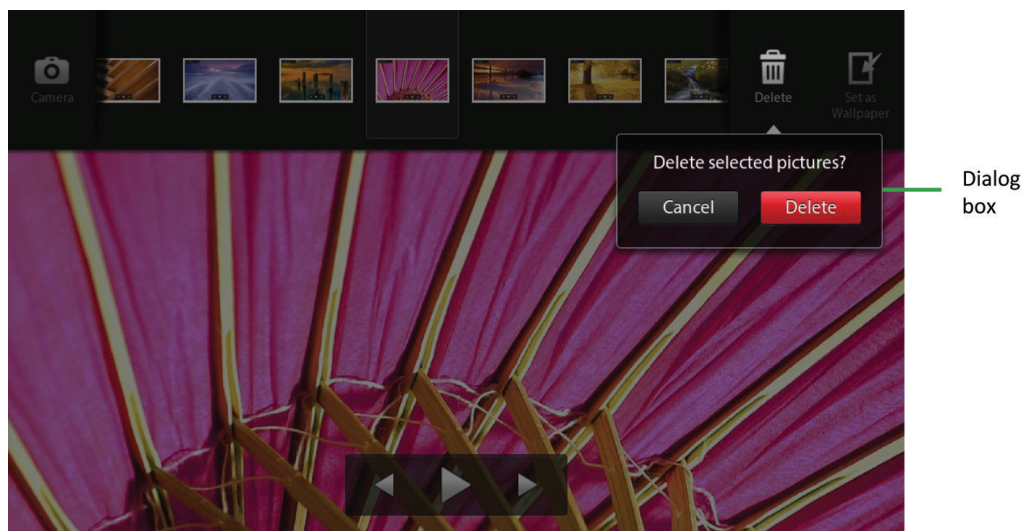 Camera
Delete
Set as
Wallpaper
Delete selected pictures?
Cancel
Delete
Dialog
box